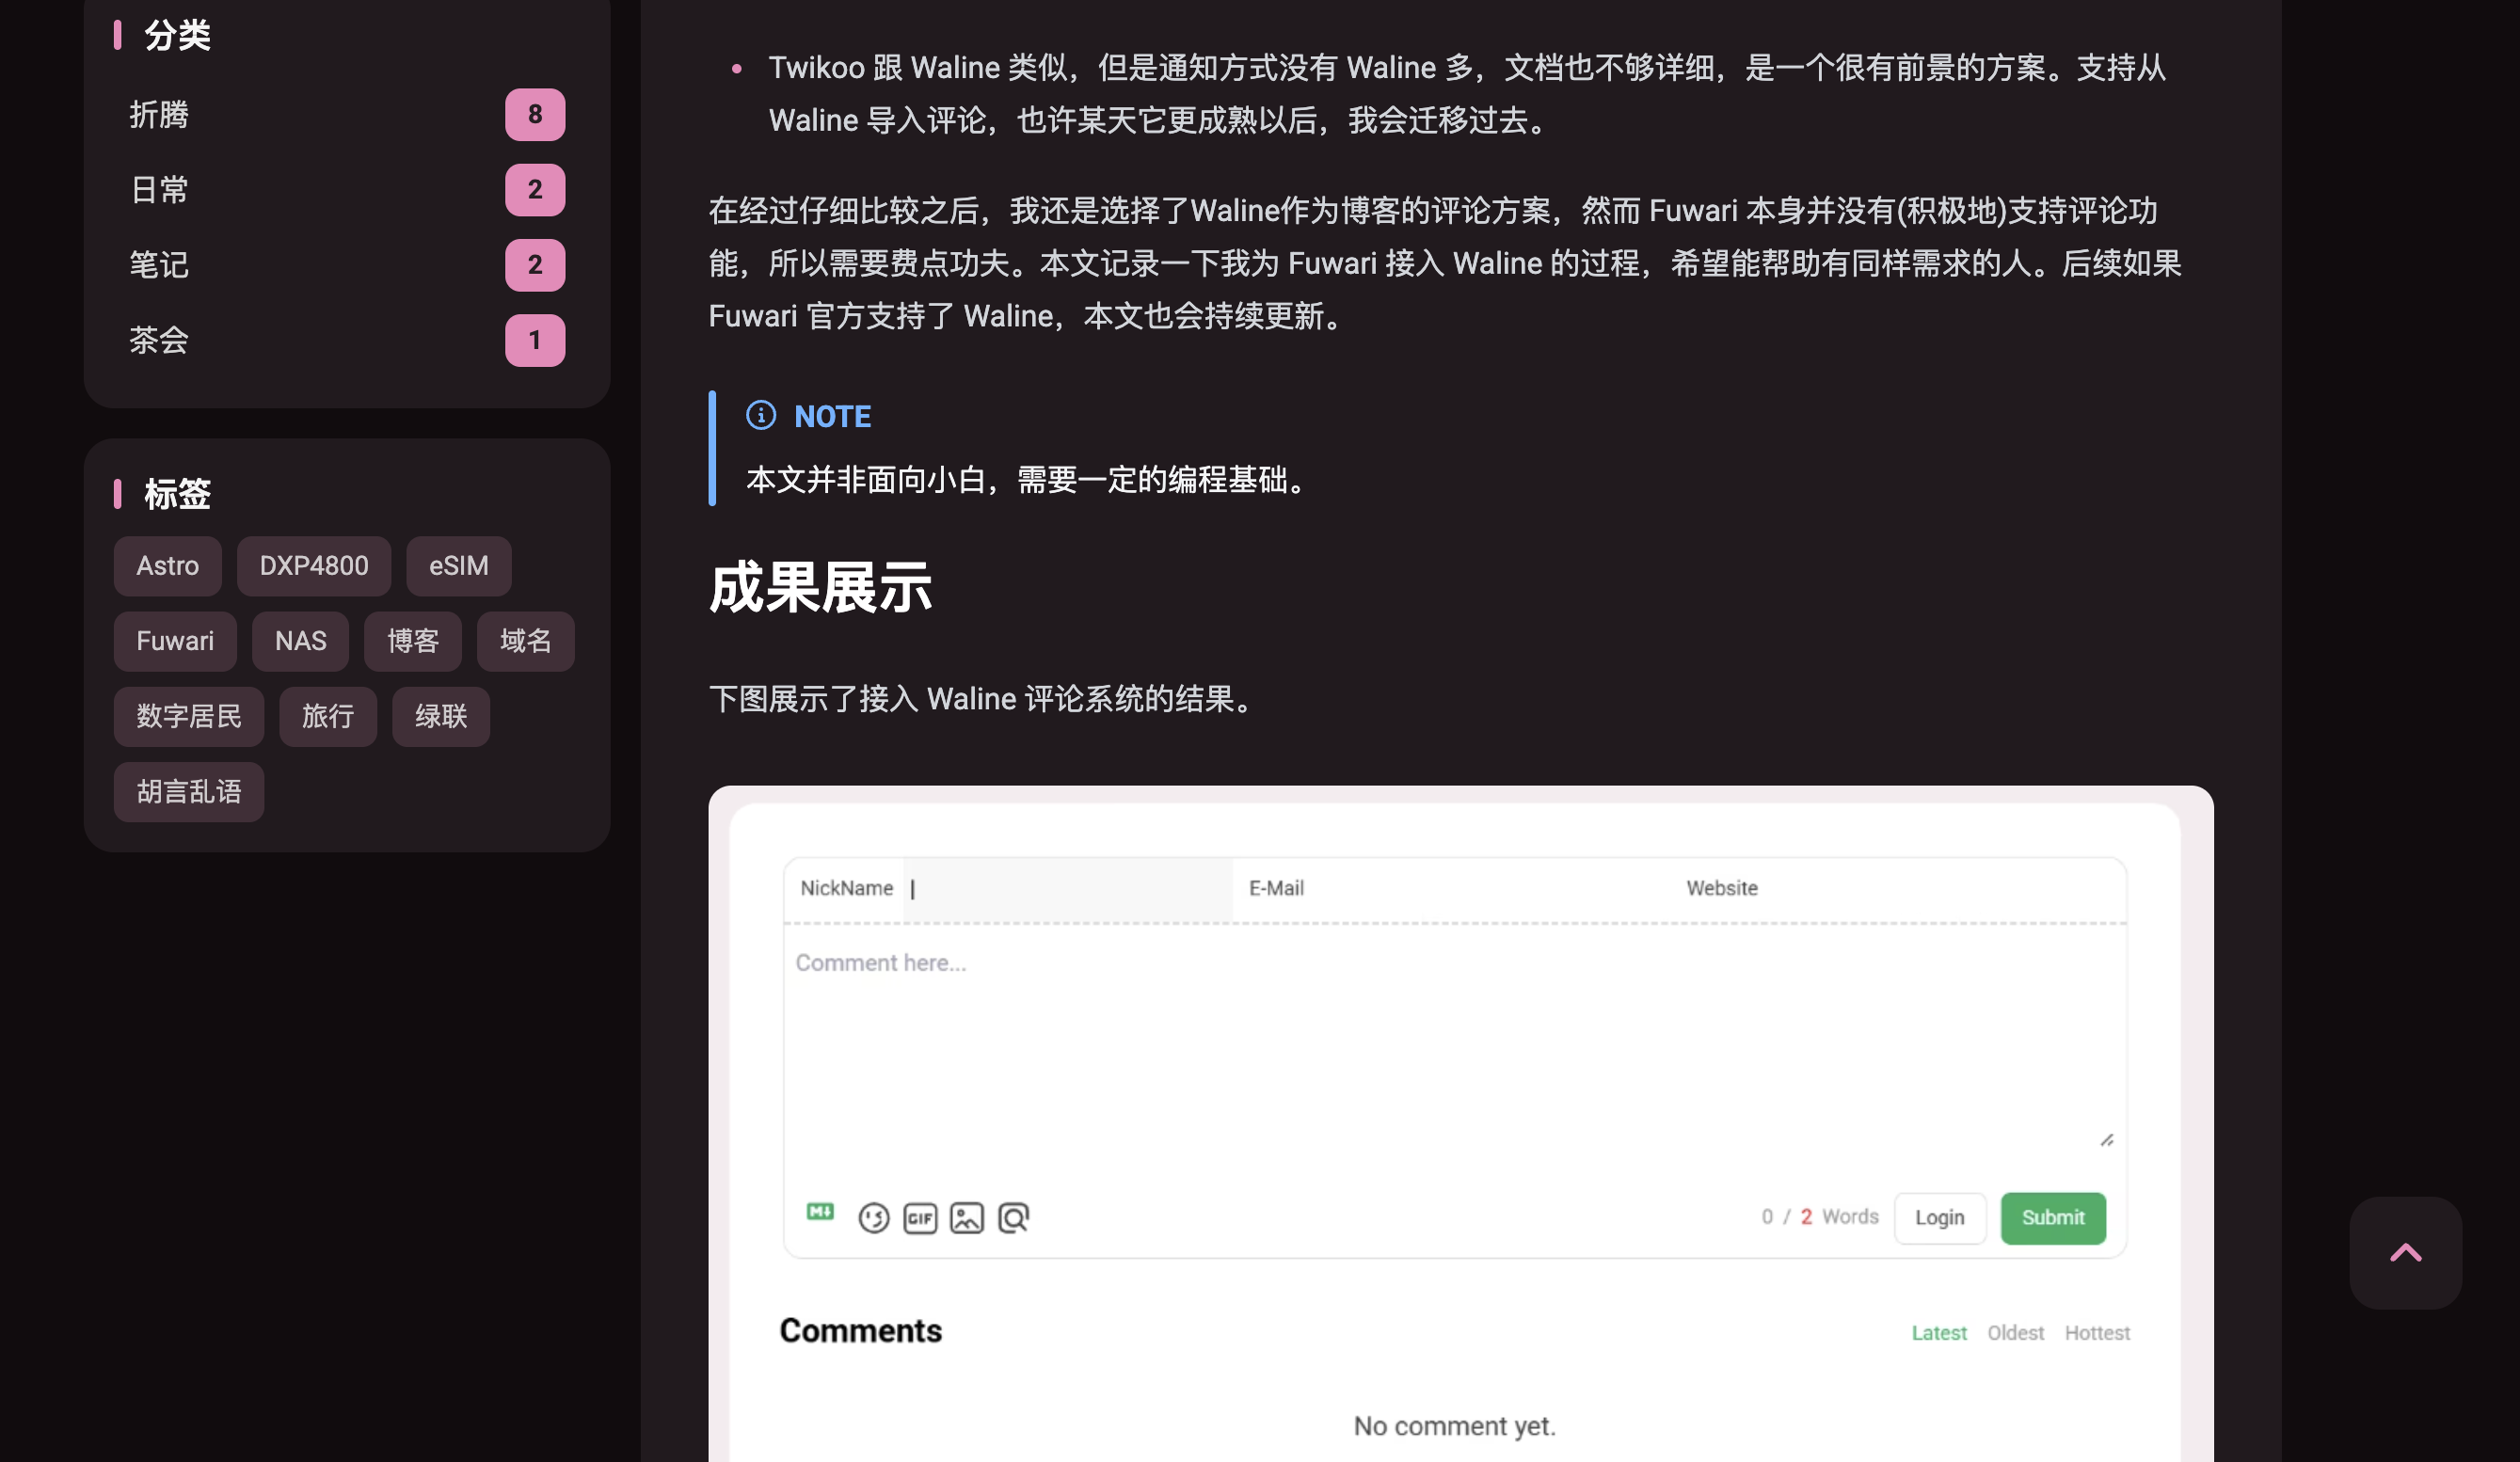 分类
折腾 8
日常 2
笔记 2
茶会 1
标签
Astro DXP4800 eSIM
Fuwari NAS 博客 域名
数字居民 旅行 绿联
胡言乱语
Twikoo 跟 Waline 类似，但是通知方式没有 Waline 多，文档也不够详细，是一个很有前景的方案。支持从
Waline 导入评论，也许某天它更成熟以后，我会迁移过去。
在经过仔细比较之后，我还是选择了Waline作为博客的评论方案，然而 Fuwari 本身并没有(积极地)支持评论功
能，所以需要费点功夫。本文记录一下我为 Fuwari 接入 Waline 的过程，希望能帮助有同样需求的人。后续如果
Fuwari 官方支持了 Waline，本文也会持续更新。
NOTE
本文并非面向小白，需要一定的编程基础。
成果展示
下图展示了接入 Waline 评论系统的结果。
NickName E-Mail Website
Comment here...
M GIF 0 / 2 Words Login Submit
Comments Latest Oldest Hottest
No comment yet.